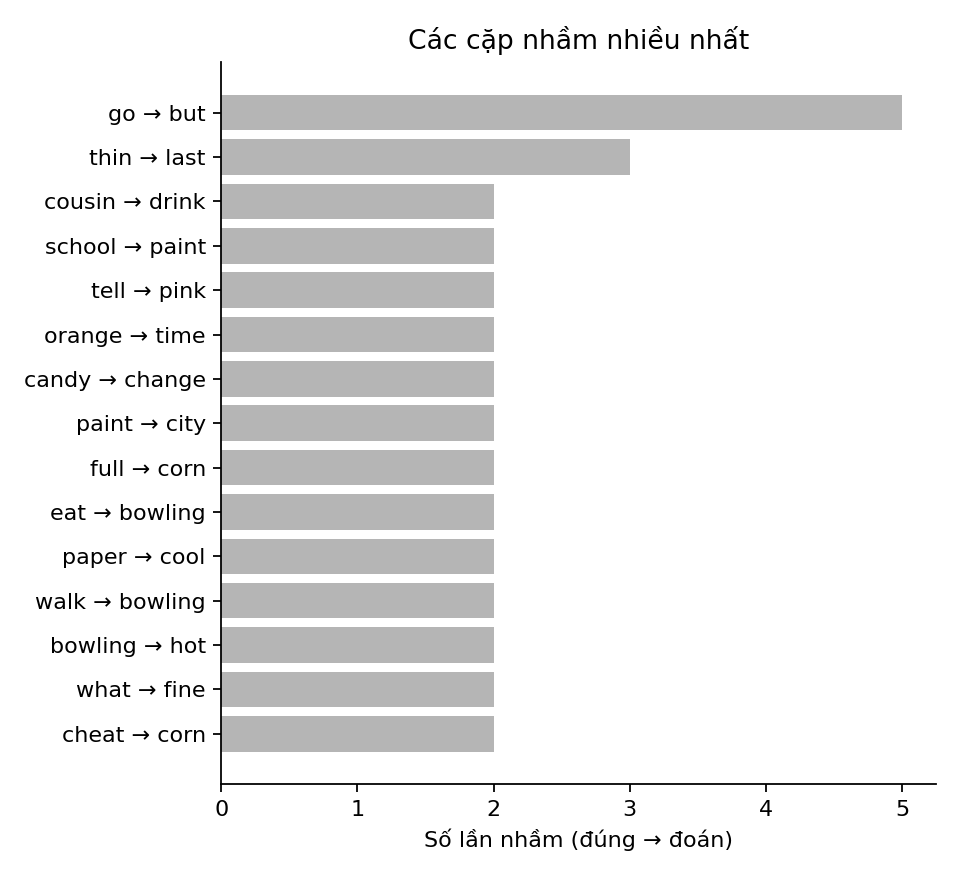 Các cặp nhầm nhiều nhất
go → but
thin → last
cousin → drink
school → paint
tell → pink
orange → time
candy → change
paint → city
full → corn
eat → bowling
paper → cool
walk → bowling
bowling → hot
what → fine
cheat → corn
0 1 2 3 4 5
Số lần nhầm (đúng → đoán)